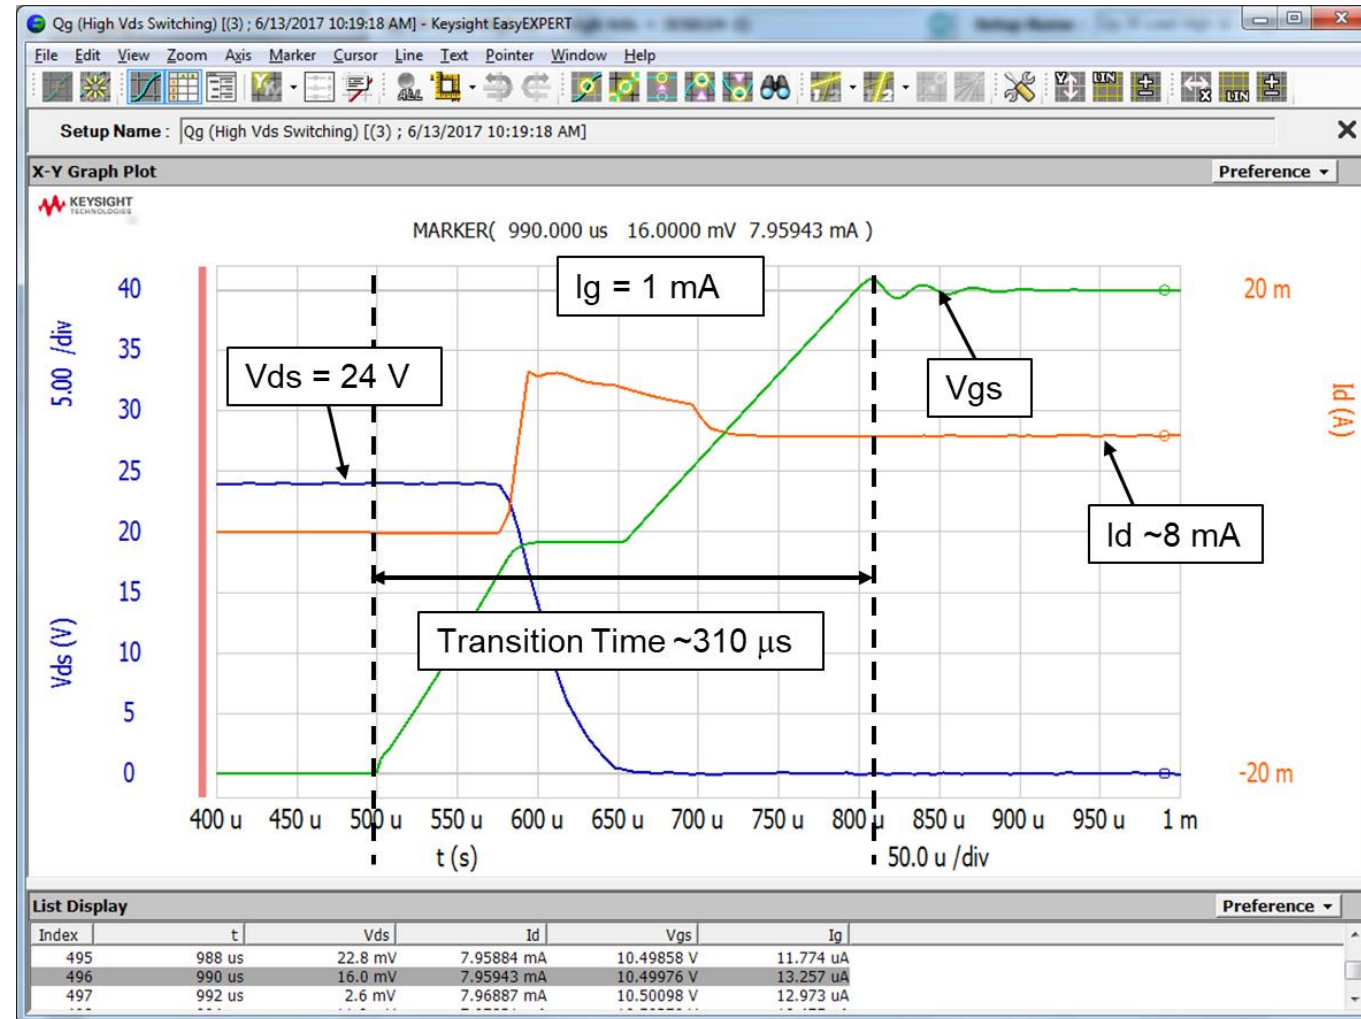 Qg (High Vds Switching) [(3) ; 6/13/2017 10:19:18 AM] - Keysight EasyEXPERT
File Edit View Zoom Axis Marker Cursor Line Text Pointer Window Help
Setup Name : Qg (High Vds Switching) [(3) ; 6/13/2017 10:19:18 AM]
X-Y Graph Plot Preference
KEYSIGHT
TECHNOLOGIES
MARKER( 990.000 us 16.0000 mV 7.95943 mA )
Ig = 1 mA
40 20 m
35
5.00 /div
Vds = 24 V
Vgs
30
Id (A)
25
20
Id ~8 mA
15
Transition Time ~310 μs
10
Vds (V)
5
0 -20 m
400 u 450 u 500 u 550 u 600 u 650 u 700 u 750 u 800 u 850 u 900 u 950 u 1 m
t (s) 50.0 u /div
List Display Preference
Index t Vds Id Vgs Ig
495 988 us 22.8 mV 7.95884 mA 10.49858 V 11.774 uA
496 990 us 16.0 mV 7.95943 mA 10.49976 V 13.257 uA
497 992 us 2.6 mV 7.96887 mA 10.50098 V 12.973 uA